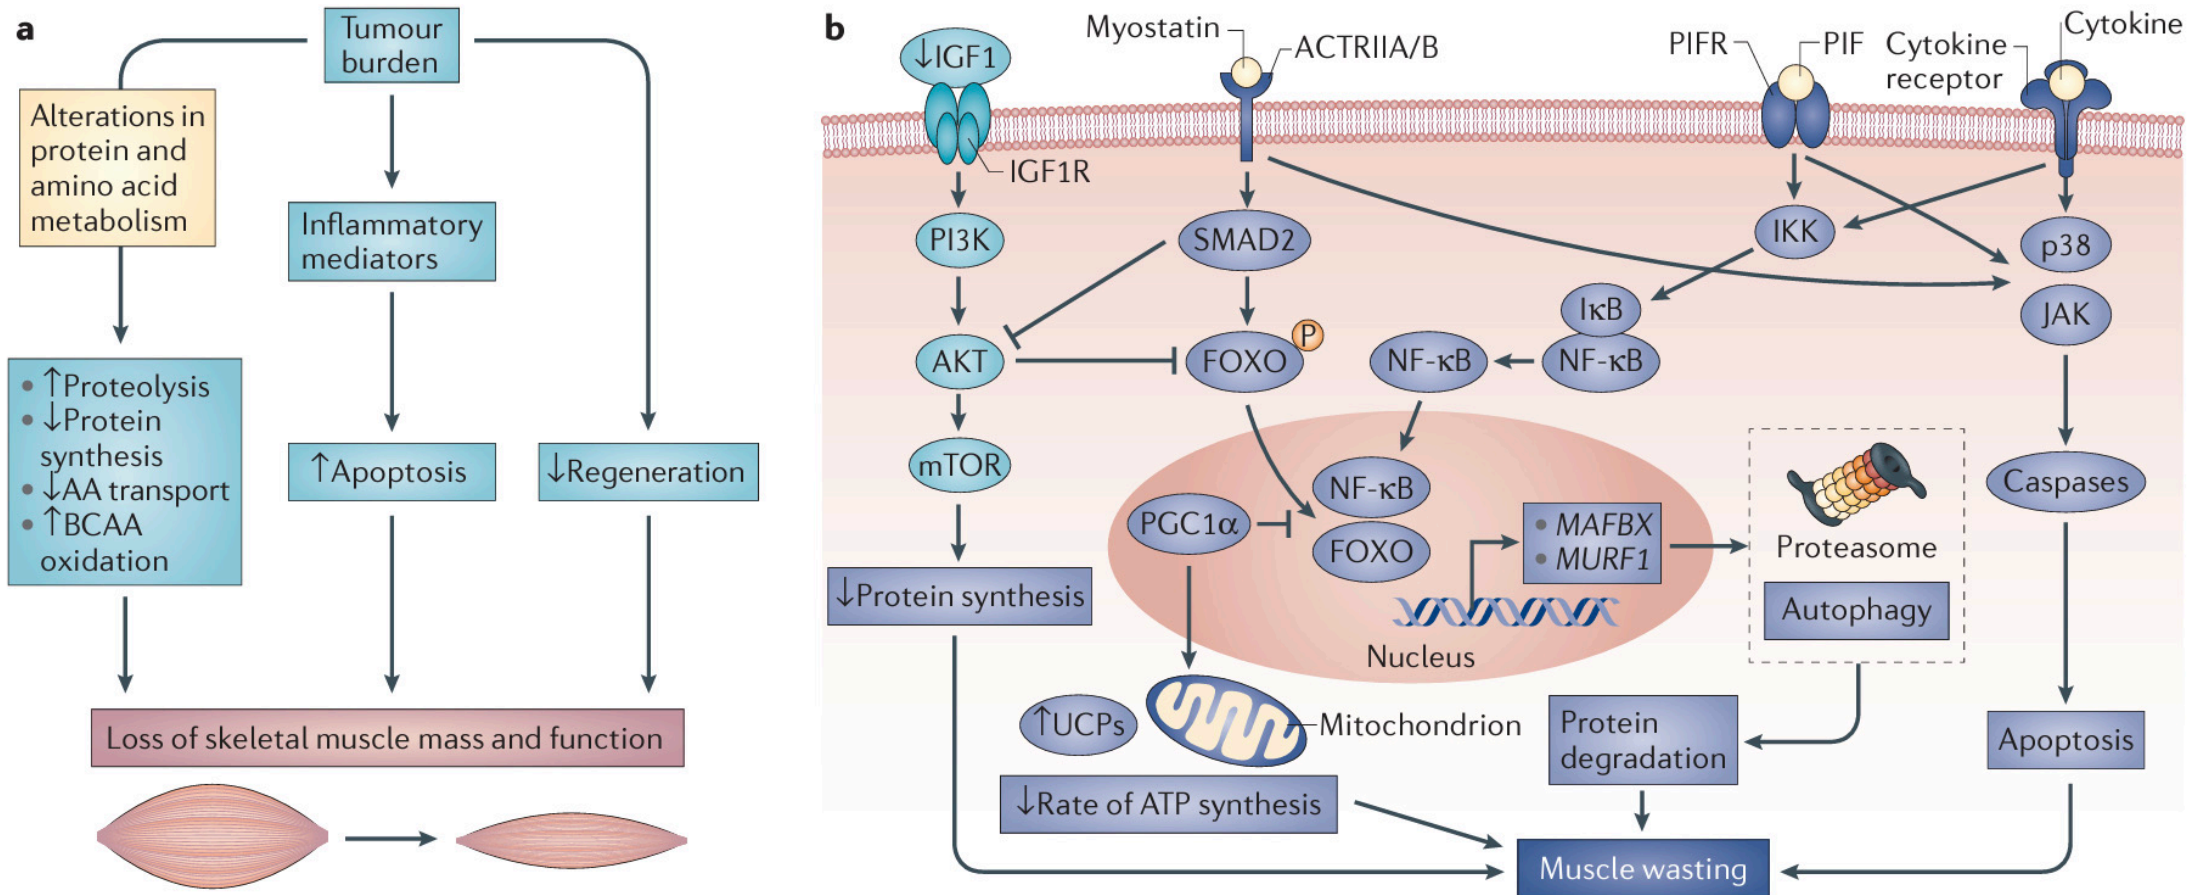 a
Tumour
burden
Alterations in
protein and
amino acid
metabolism
Inflammatory
mediators
• ↑Proteolysis
• ↓Protein
synthesis
• ↓AA transport
• ↑BCAA
oxidation
↑Apoptosis
↓Regeneration
Loss of skeletal muscle mass and function
b
↓IGF1
IGF1R
Myostatin
ACTRIIA/B
PIFR
PIF
Cytokine
receptor
Cytokine
PI3K
SMAD2
IKK
p38
JAK
AKT
FOXO
P
NF-κB
IκB
NF-κB
mTOR
NF-κB
FOXO
PGC1α
• MAFBX
• MURF1
Nucleus
Proteasome
Autophagy
Caspases
↓Protein synthesis
↑UCPs
Mitochondrion
↓Rate of ATP synthesis
Protein
degradation
Apoptosis
Muscle wasting